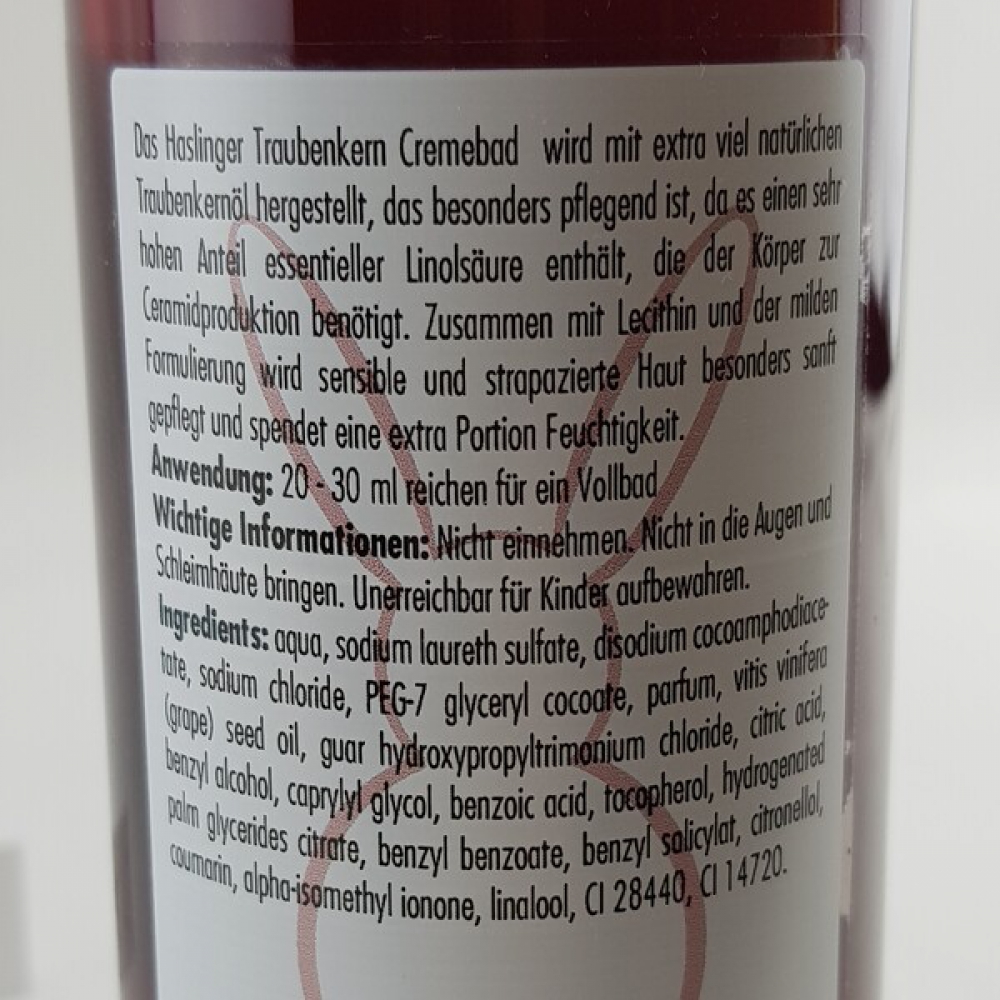 Das Haslinger Traubenkern Cremebad wird mit extra viel natürlichen
Traubenkernöl hergestellt, das besonders pflegend ist, da es einen sehr
hohen Anteil essentieller Linolsäure enthält, die der Körper zur
Ceramidproduktion benötigt. Zusammen mit Lecithin und der milden
Formulierung wird sensible und strapazierte Haut besonders sanft
gepflegt und spendet eine extra Portion Feuchtigkeit.
Anwendung: 20 - 30 ml reichen für ein Vollbad
Wichtige Informationen: Nicht einnehmen. Nicht in die Augen und
Schleimhäute bringen. Unerreichbar für Kinder aufbewahren.
Ingredients: aqua, sodium laureth sulfate, disodium cocoamphodiace-
tate, sodium chloride, PEG-7 glyceryl cocoate, parfum, vitis vinifera
(grape) seed oil, guar hydroxypropyltrimonium chloride, citric acid,
benzyl alcohol, caprylyl glycol, benzoic acid, tocopherol, hydrogenated
palm glycerides citrate, benzyl benzoate, benzyl salicylat, citronellol,
coumarin, alpha-isomethyl ionone, linalool, CI 28440, CI 14720.